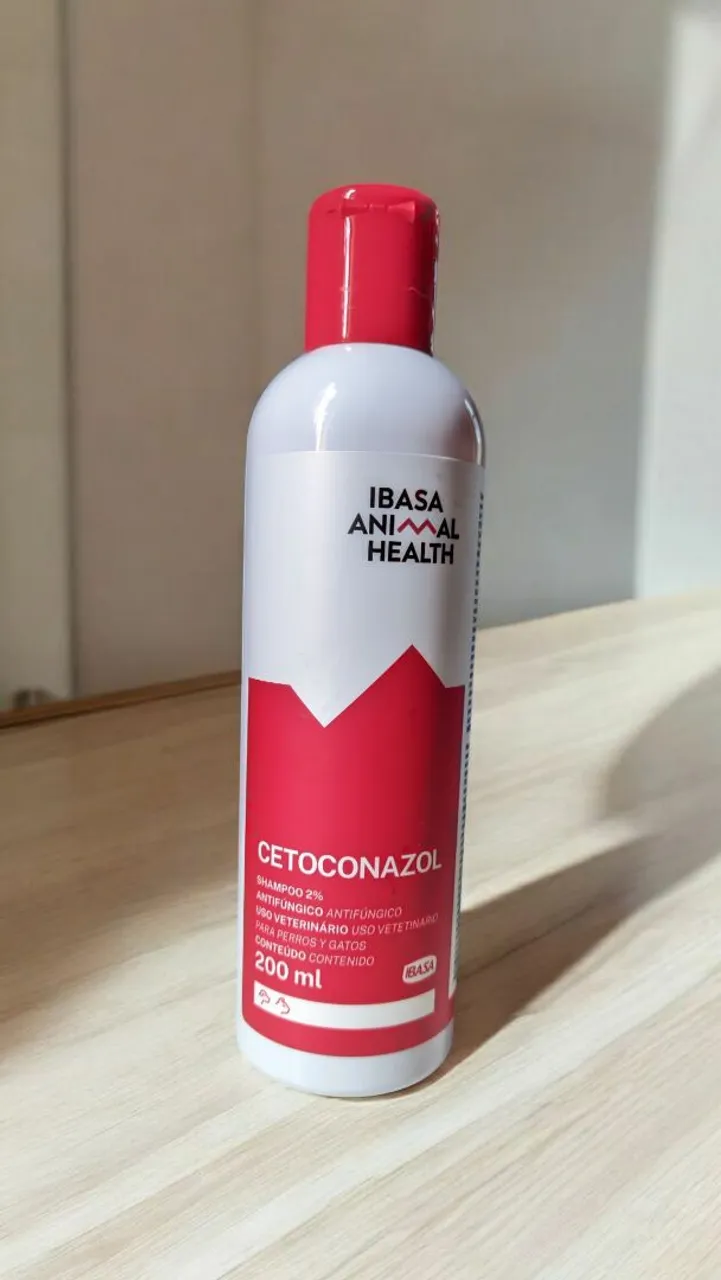 IBASA
ANIMAL
HEALTH
CETOCONAZOL
SHAMPOO 2%
ANTIFÚNGICO ANTIFÚNGICO
USO VETERINÁRIO USO VETETINARIO
PARA PERROS Y GATOS
CONTEÚDO CONTENIDO
200 ml
IBASA